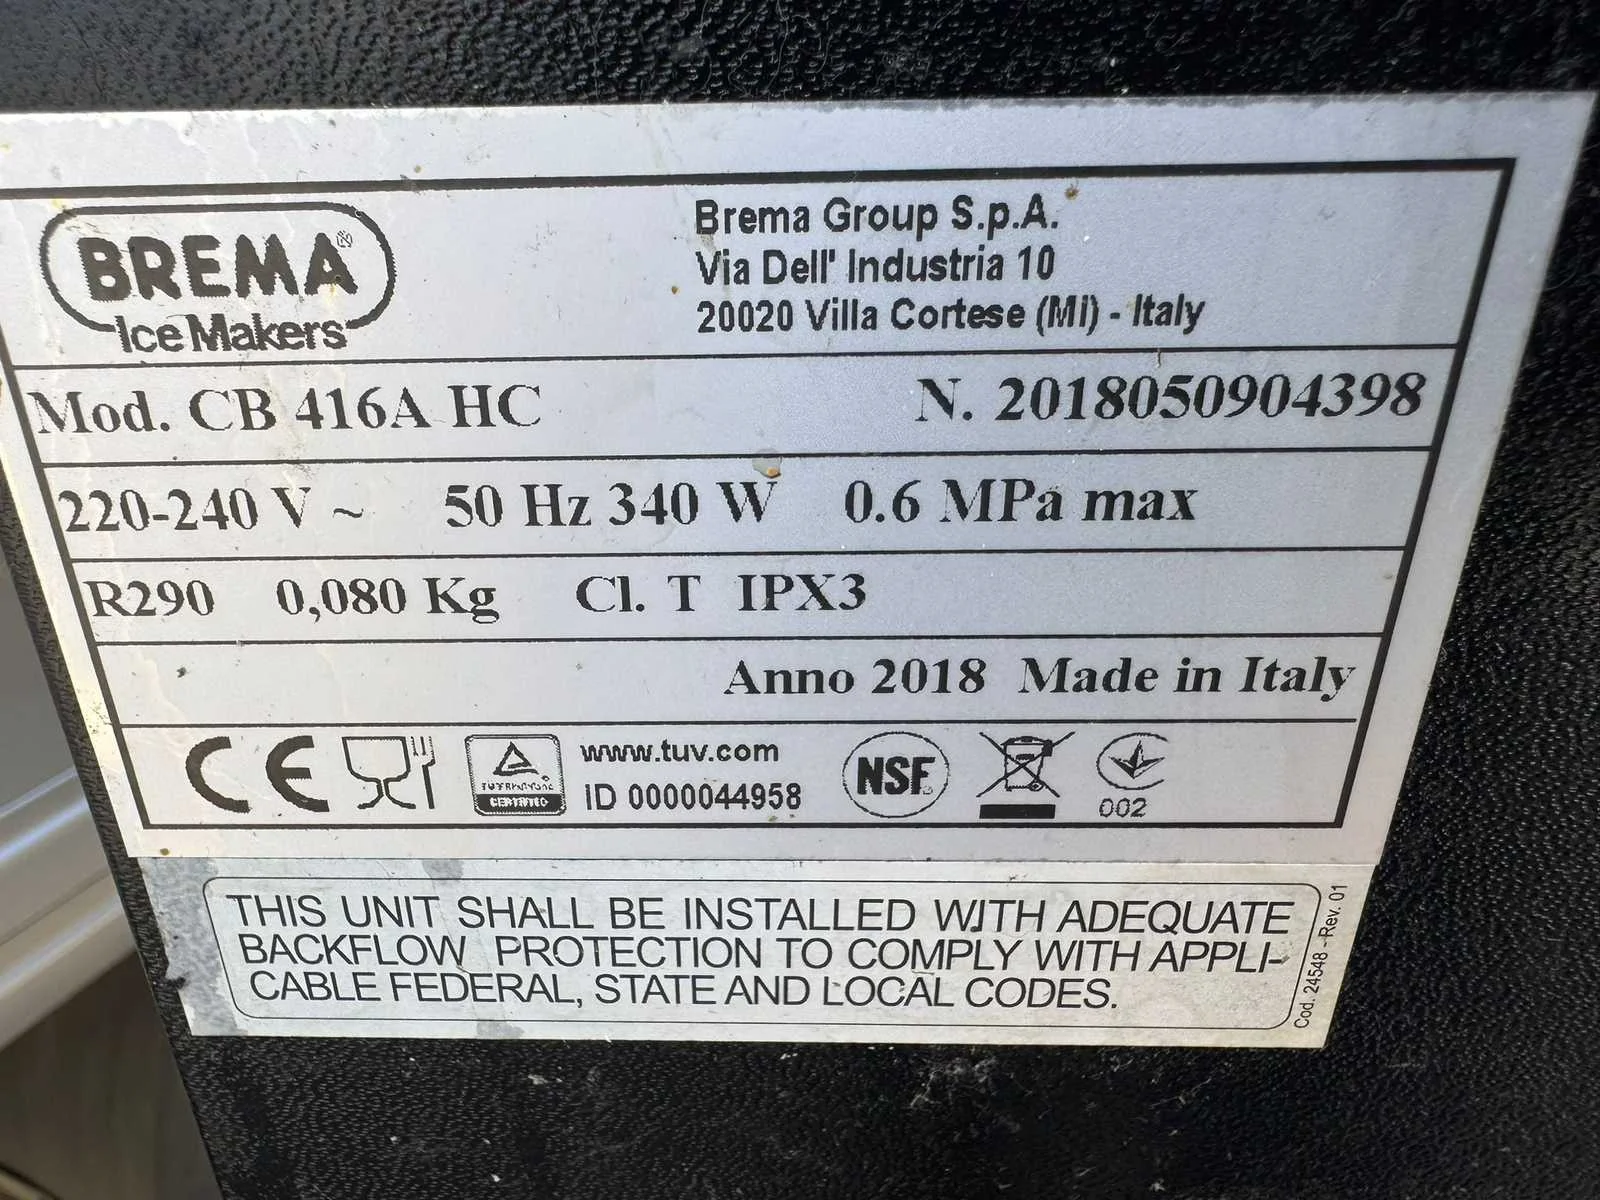 BREMA®
Ice Makers
Brema Group S.p.A.
Via Dell' Industria 10
20020 Villa Cortese (MI) - Italy
Mod. CB 416A HC N. 2018050904398
220-240 V ~ 50 Hz 340 W 0.6 MPa max
R290 0,080 Kg Cl. T IPX3
Anno 2018 Made in Italy
CE
TÜVRheinland
CERTIFIED
www.tuv.com
ID 0000044958
NSF
002
THIS UNIT SHALL BE INSTALLED WITH ADEQUATE
BACKFLOW PROTECTION TO COMPLY WITH APPLI-
CABLE FEDERAL, STATE AND LOCAL CODES.
Cod. 24548 - Rev. 01